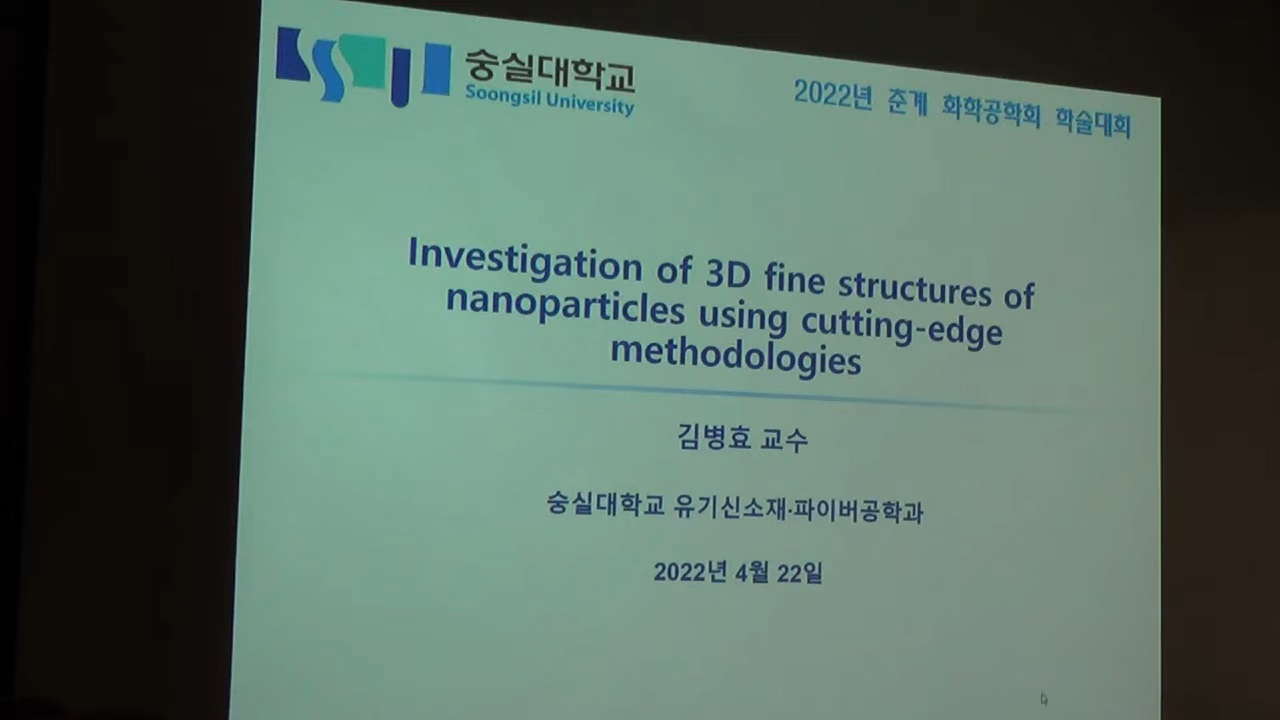 숭실대학교
Soongsil University
2022년 춘계 화학공학회 학술대회
Investigation of 3D fine structures of
nanoparticles using cutting-edge
methodologies
김병효 교수
숭실대학교 유기신소재·파이버공학과
2022년 4월 22일